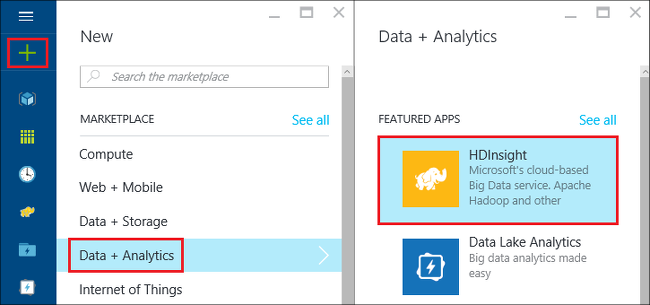 New
Search the marketplace
MARKETPLACE
See all
Compute
Web + Mobile
Data + Storage
Data + Analytics
Internet of Things
Data + Analytics
FEATURED APPS
See all
HDInsight
Microsoft's cloud-based
Big Data service. Apache
Hadoop and other
Data Lake Analytics
Big data analytics made
easy